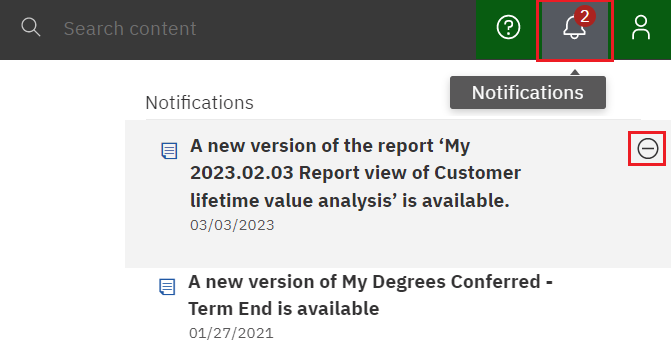 Search content
2
Notifications
Notifications
A new version of the report ‘My
2023.02.03 Report view of Customer
lifetime value analysis’ is available.
03/03/2023
A new version of My Degrees Conferred -
Term End is available
01/27/2021